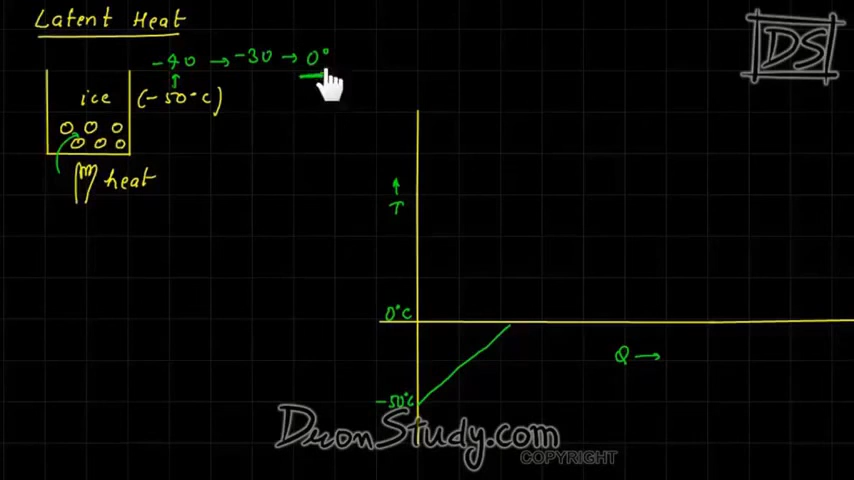 Latent Heat
-40 → -30 → 0°
ice (-50°C)
heat
↑
T
0°C
Q →
-50°C
DronStudy.com
COPYRIGHT
DS